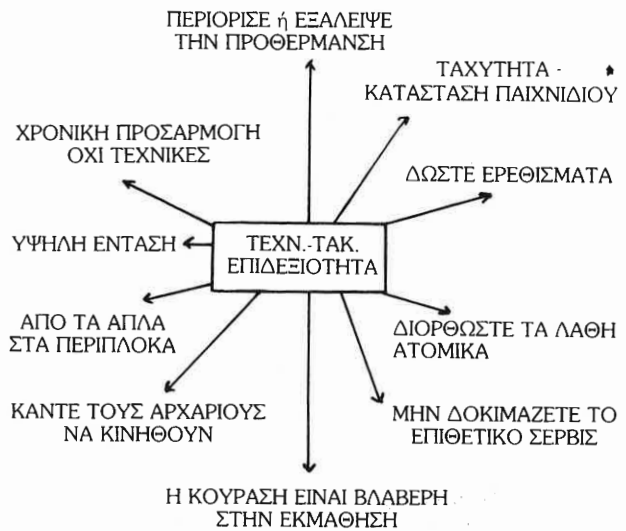 ΠΕΡΙΟΡΙΣΕ ή ΕΞΑΛΕΙΨΕ
ΤΗΝ ΠΡΟΘΕΡΜΑΝΣΗ
ΤΑΧΥΤΗΤΑ -
ΚΑΤΑΣΤΑΣΗ ΠΑΙΧΝΙΔΙΟΥ
ΧΡΟΝΙΚΗ ΠΡΟΣΑΡΜΟΓΗ
ΟΧΙ ΤΕΧΝΙΚΕΣ
ΔΩΣΤΕ ΕΡΕΘΙΣΜΑΤΑ
ΥΨΗΛΗ ΕΝΤΑΣΗ
ΤΕΧΝ.-ΤΑΚ.
ΕΠΙΔΕΞΙΟΤΗΤΑ
ΑΠΟ ΤΑ ΑΠΛΑ
ΣΤΑ ΠΕΡΙΠΛΟΚΑ
ΔΙΟΡΘΩΣΤΕ ΤΑ ΛΑΘΗ
ΑΤΟΜΙΚΑ
ΚΑΝΤΕ ΤΟΥΣ ΑΡΧΑΡΙΟΥΣ
ΝΑ ΚΙΝΗΘΟΥΝ
ΜΗΝ ΔΟΚΙΜΑΖΕΤΕ ΤΟ
ΕΠΙΘΕΤΙΚΟ ΣΕΡΒΙΣ
Η ΚΟΥΡΑΣΗ ΕΙΝΑΙ ΒΛΑΒΕΡΗ
ΣΤΗΝ ΕΚΜΑΘΗΣΗ